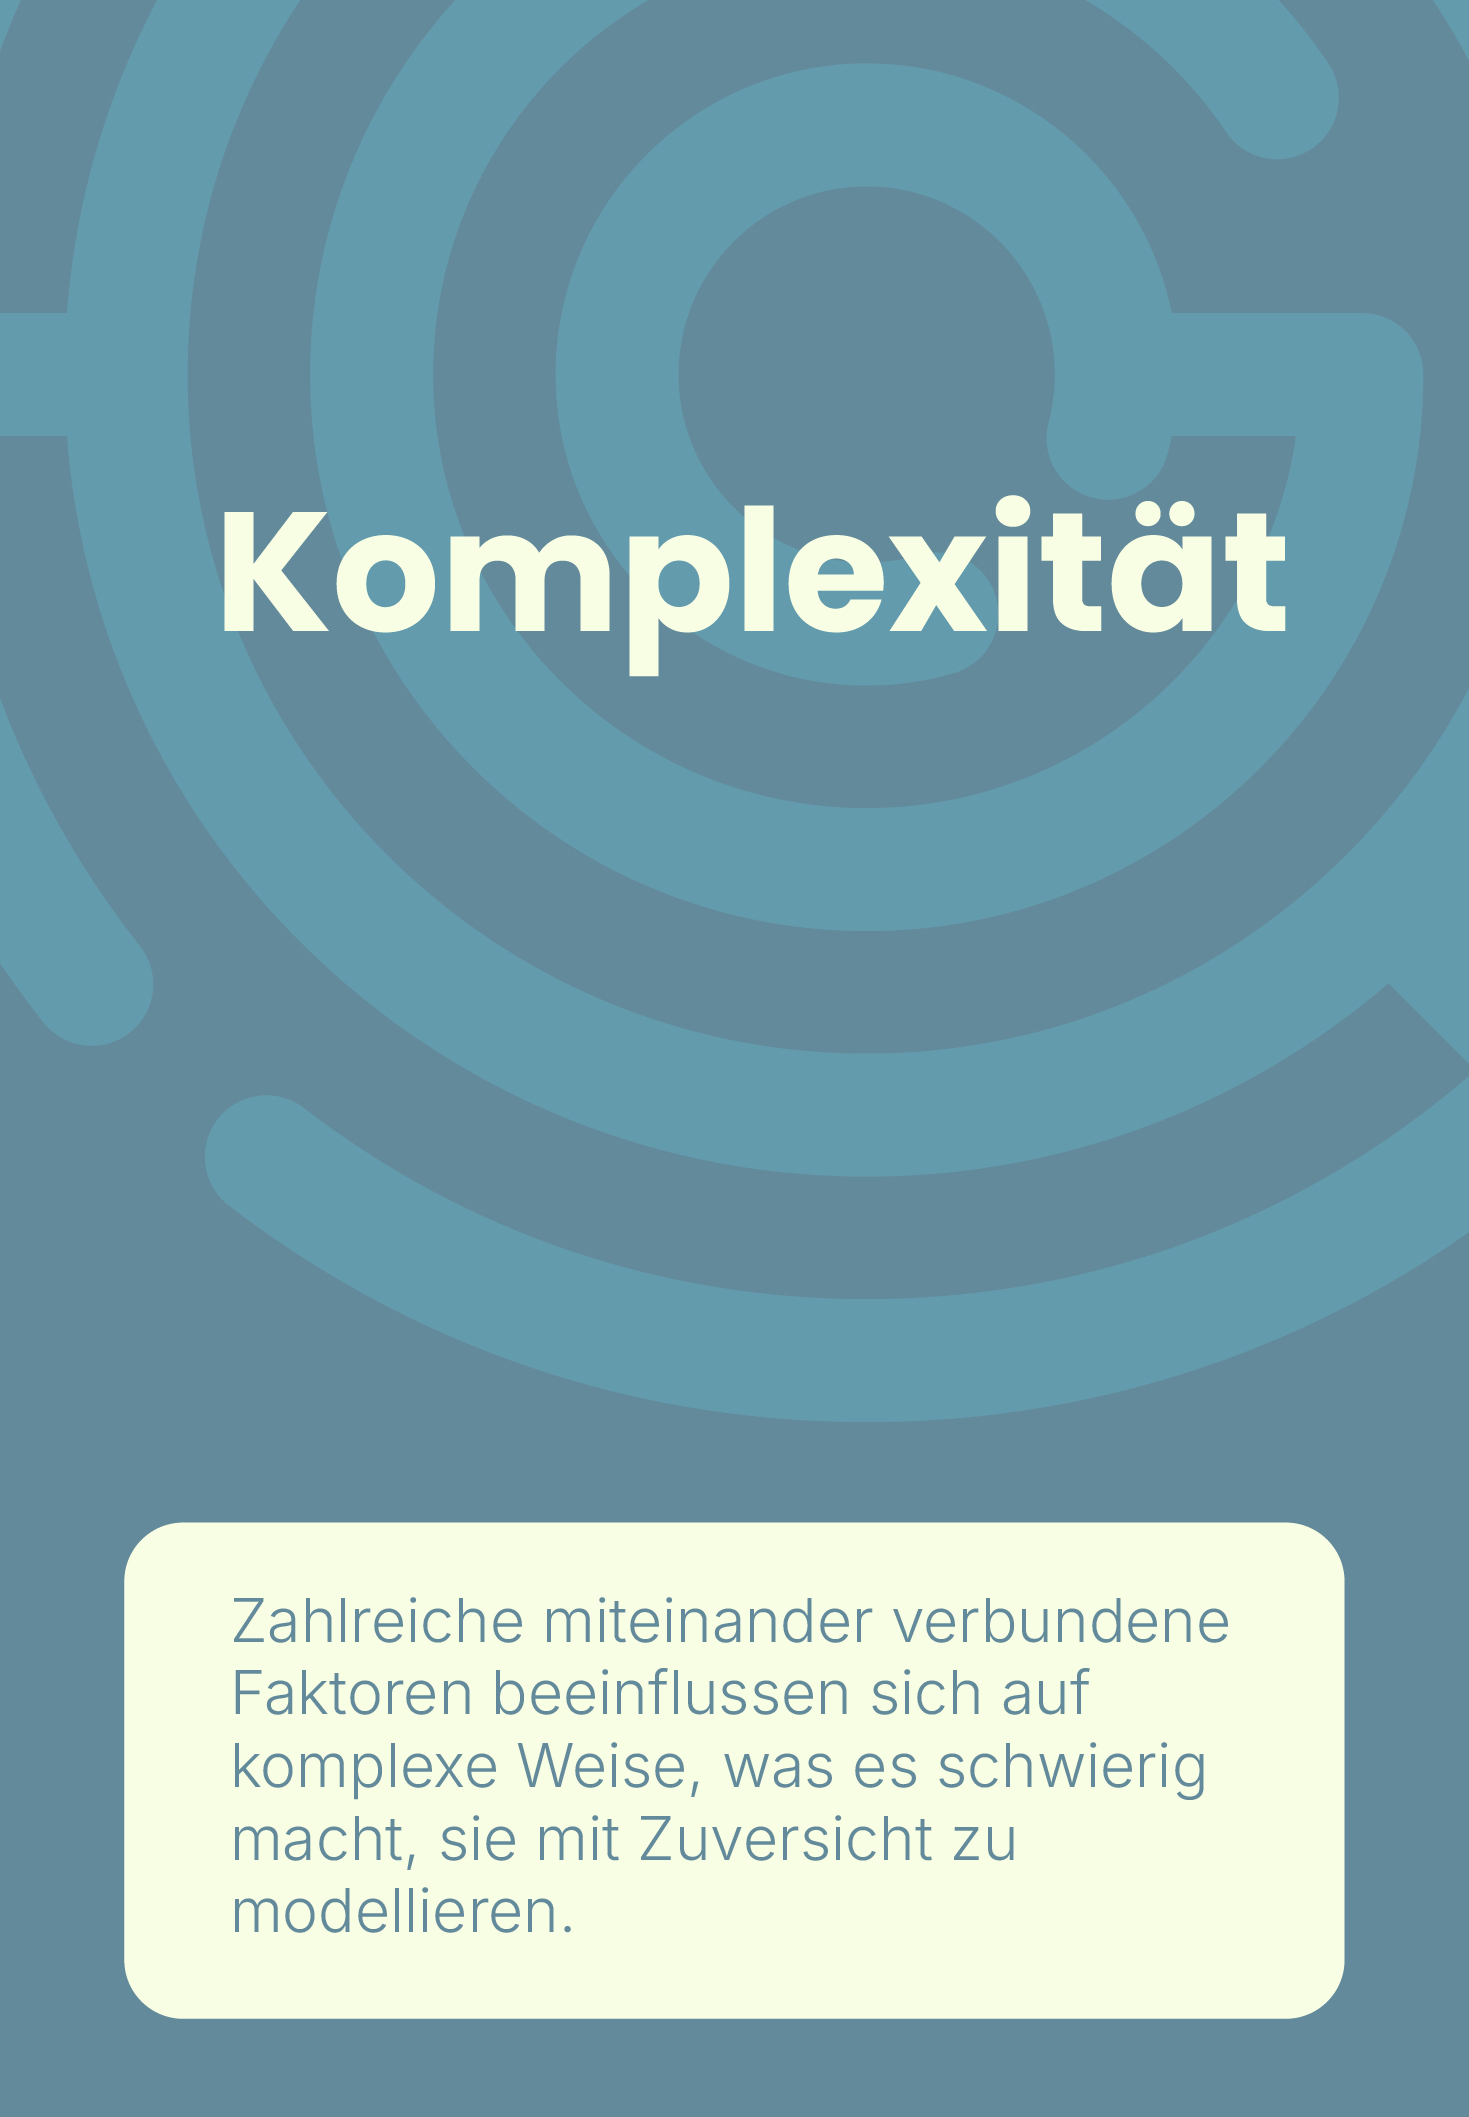 Komplexität
Zahlreiche miteinander verbundene
Faktoren beeinflussen sich auf
komplexe Weise, was es schwierig
macht, sie mit Zuversicht zu
modellieren.